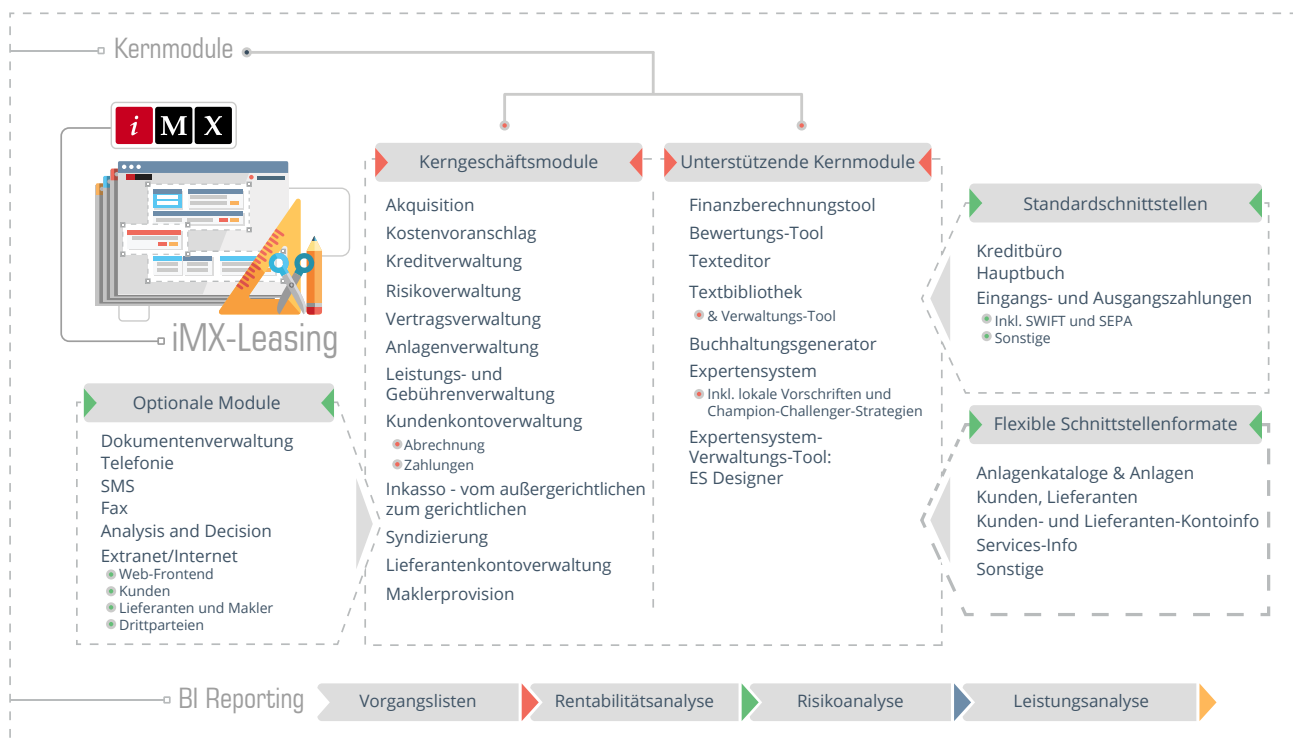 Kernmodule
iMX
iMX-Leasing
Kerngeschäftsmodule
Akquisition
Kostenvoranschlag
Kreditverwaltung
Risikoverwaltung
Vertragsverwaltung
Anlagenverwaltung
Leistungs- und
Gebührenverwaltung
Kundenkontoverwaltung
Abrechnung
Zahlungen
Inkasso - vom außergerichtlichen
zum gerichtlichen
Syndizierung
Lieferantenkontoverwaltung
Maklerprovision
Unterstützende Kernmodule
Finanzberechnungstool
Bewertungs-Tool
Texteditor
Textbibliothek
& Verwaltungs-Tool
Buchhaltungsgenerator
Expertensystem
Inkl. lokale Vorschriften und
Champion-Challenger-Strategien
Expertensystem-
Verwaltungs-Tool:
ES Designer
Standardschnittstellen
Kreditbüro
Hauptbuch
Eingangs- und Ausgangszahlungen
Inkl. SWIFT und SEPA
Sonstige
Optionale Module
Dokumentenverwaltung
Telefonie
SMS
Fax
Analysis and Decision
Extranet/Internet
Web-Frontend
Kunden
Lieferanten und Makler
Drittparteien
Flexible Schnittstellenformate
Anlagenkataloge & Anlagen
Kunden, Lieferanten
Kunden- und Lieferanten-Kontoinfo
Services-Info
Sonstige
BI Reporting
Vorgangslisten
Rentabilitätsanalyse
Risikoanalyse
Leistungsanalyse